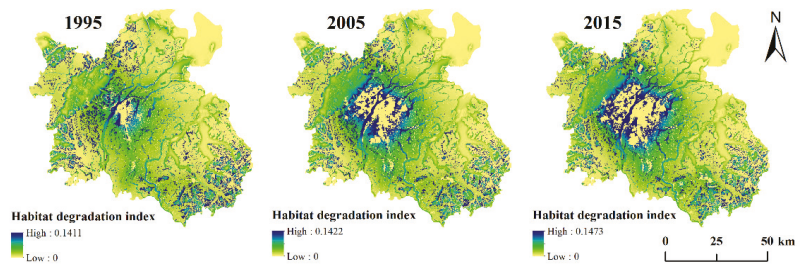 1995
2005
2015
N
Habitat degradation index
High : 0.1411
Low : 0
Habitat degradation index
High : 0.1422
Low : 0
Habitat degradation index
High : 0.1473
Low : 0
0 25 50 km